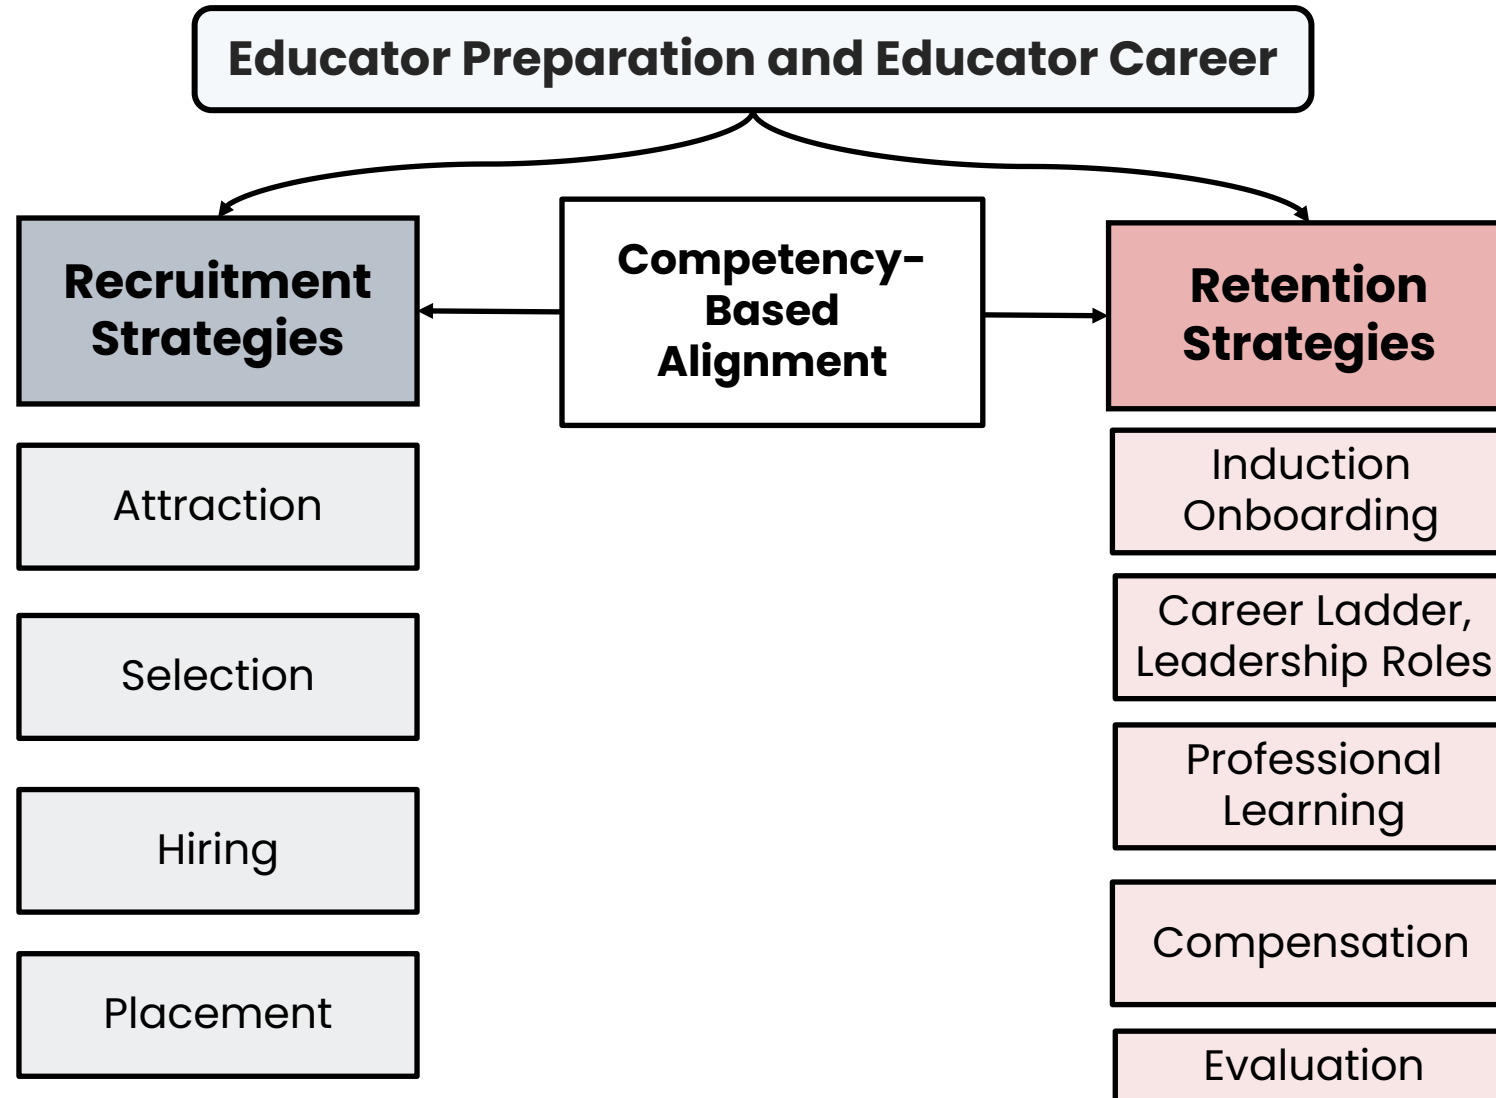 Educator Preparation and Educator Career
Recruitment
Strategies
Competency-
Based
Alignment
Retention
Strategies
Attraction
Selection
Hiring
Placement
Induction
Onboarding
Career Ladder,
Leadership Roles
Professional
Learning
Compensation
Evaluation